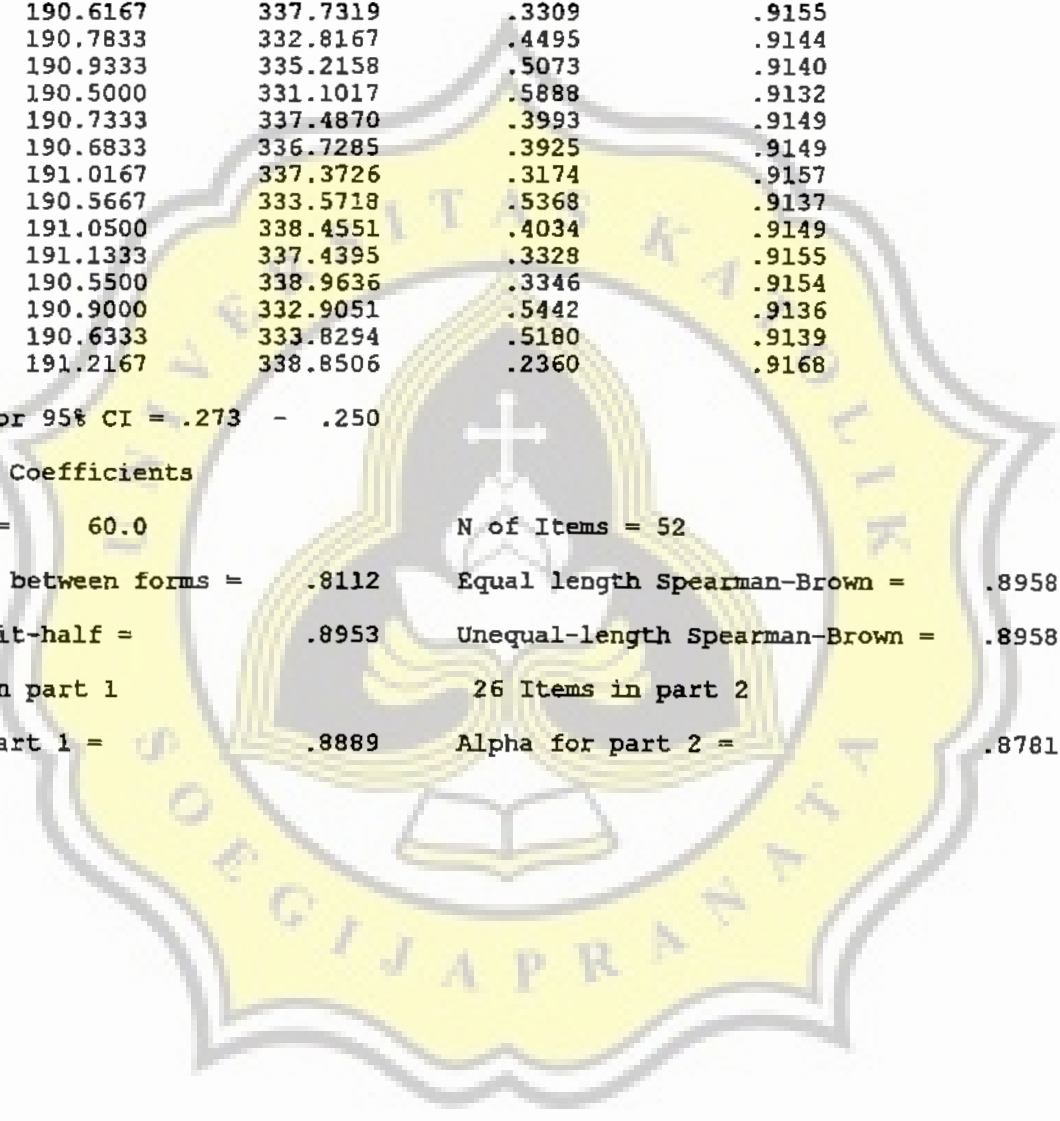 190.6167 337.7319 .3309 .9155
190.7833 332.8167 .4495 .9144
190.9333 335.2158 .5073 .9140
190.5000 331.1017 .5888 .9132
190.7333 337.4870 .3993 .9149
190.6833 336.7285 .3925 .9149
191.0167 337.3726 .3174 .9157
190.5667 333.5718 .5368 .9137
191.0500 338.4551 .4034 .9149
191.1333 337.4395 .3328 .9155
190.5500 338.9636 .3346 .9154
190.9000 332.9051 .5442 .9136
190.6333 333.8294 .5180 .9139
191.2167 338.8506 .2360 .9168
or 95% CI = .273 - .250
Coefficients
= 60.0 N of Items = 52
between forms = .8112 Equal length Spearman-Brown = .8958
it-half = .8953 Unequal-length Spearman-Brown = .8958
n part 1 26 Items in part 2
art 1 = .8889 Alpha for part 2 = .8781
UNIVERSITAS KATOLIK
SOEGIJAPRANATA